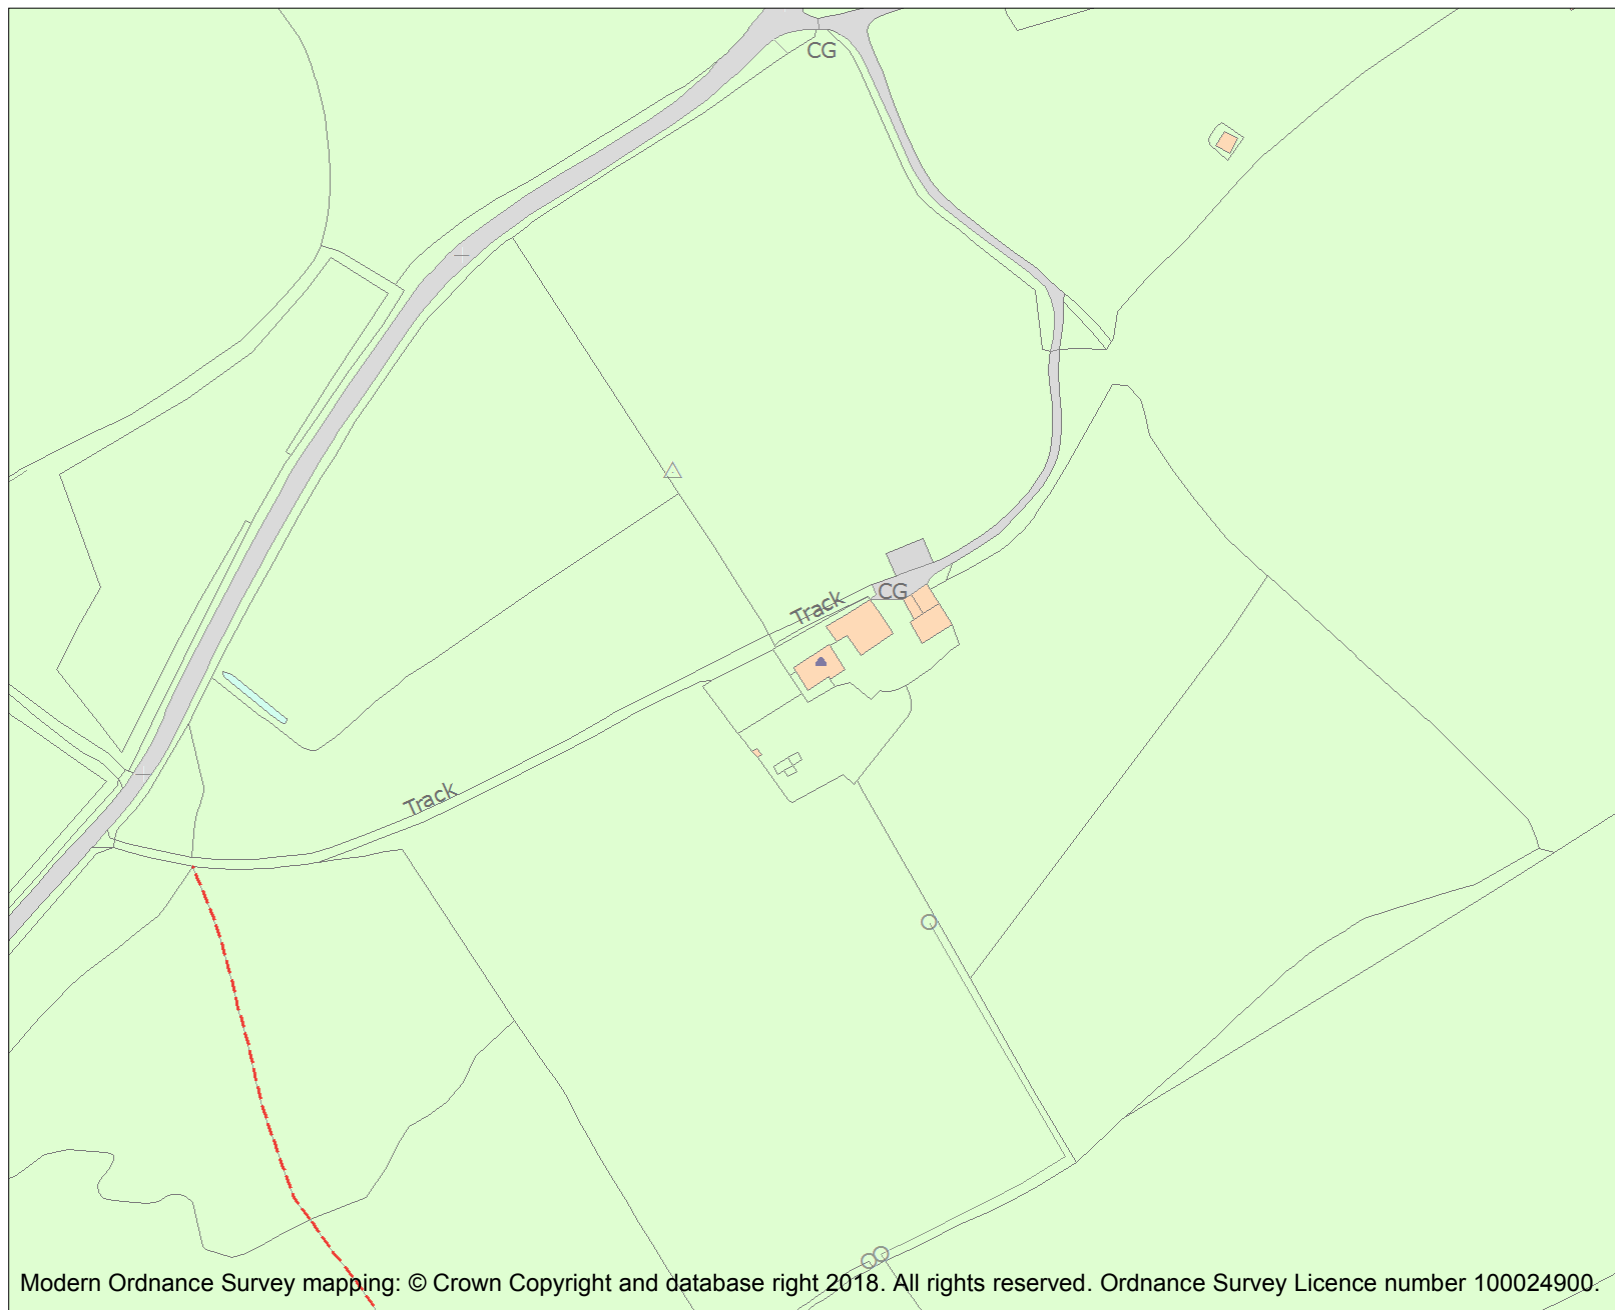 CG
CG
Track
Track
Modern Ordnance Survey mapping: © Crown Copyright and database right 2018. All rights reserved. Ordnance Survey Licence number 100024900.